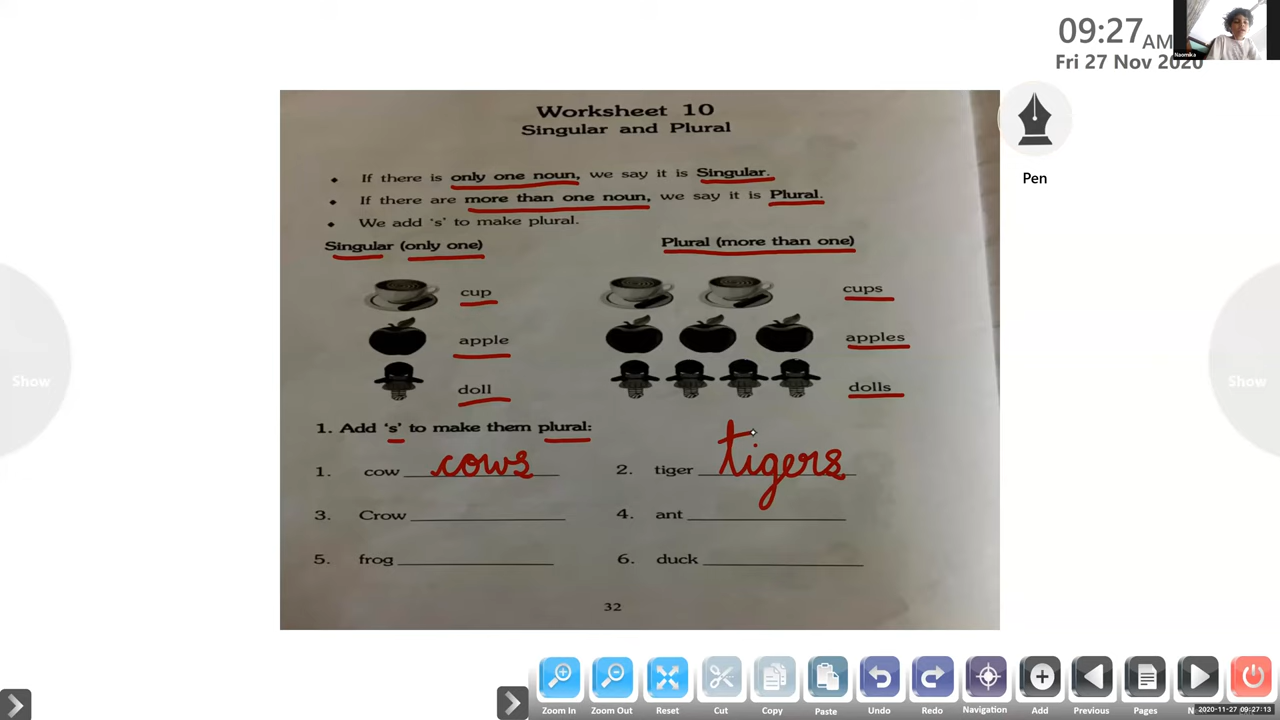 09:27 AM
Fri 27 Nov 2020
Naomika
Pen
Worksheet 10
Singular and Plural
• If there is only one noun, we say it is Singular.
• If there are more than one noun, we say it is Plural.
• We add 's' to make plural.
Singular (only one) Plural (more than one)
cup cups
apple apples
doll dolls
1. Add 's' to make them plural:
1. cow cows 2. tiger tigers
3. Crow 4. ant
5. frog 6. duck
32
Show Show
Zoom In Zoom Out Reset Cut Copy Paste Undo Redo Navigation Add Previous Pages
2020-11-27 09:27:13